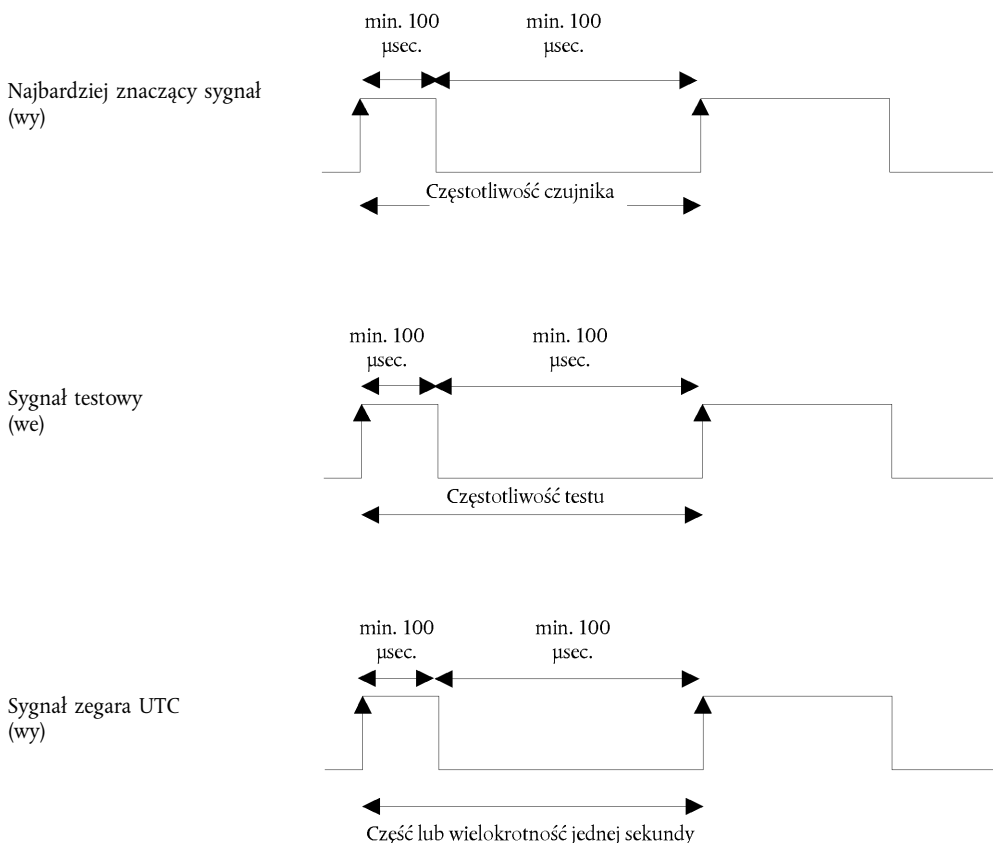 min. 100
µsec.
min. 100
µsec.
Najbardziej znaczący sygnał
(wy)
Częstotliwość czujnika
min. 100
µsec.
min. 100
µsec.
Sygnał testowy
(we)
Częstotliwość testu
min. 100
µsec.
min. 100
µsec.
Sygnał zegara UTC
(wy)
Część lub wielokrotność jednej sekundy